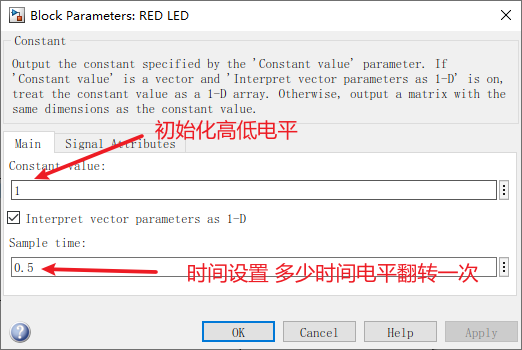 Block Parameters: RED LED
Constant
Output the constant specified by the 'Constant value' parameter. If
'Constant value' is a vector and 'Interpret vector parameters as 1-D' is on,
treat the constant value as a 1-D array. Otherwise, output a matrix with the
same dimensions as the constant value.
初始化高低电平
Main Signal Attributes
Constant value:
1
Interpret vector parameters as 1-D
Sample time:
0.5 时间设置 多少时间电平翻转一次
OK Cancel Help Apply